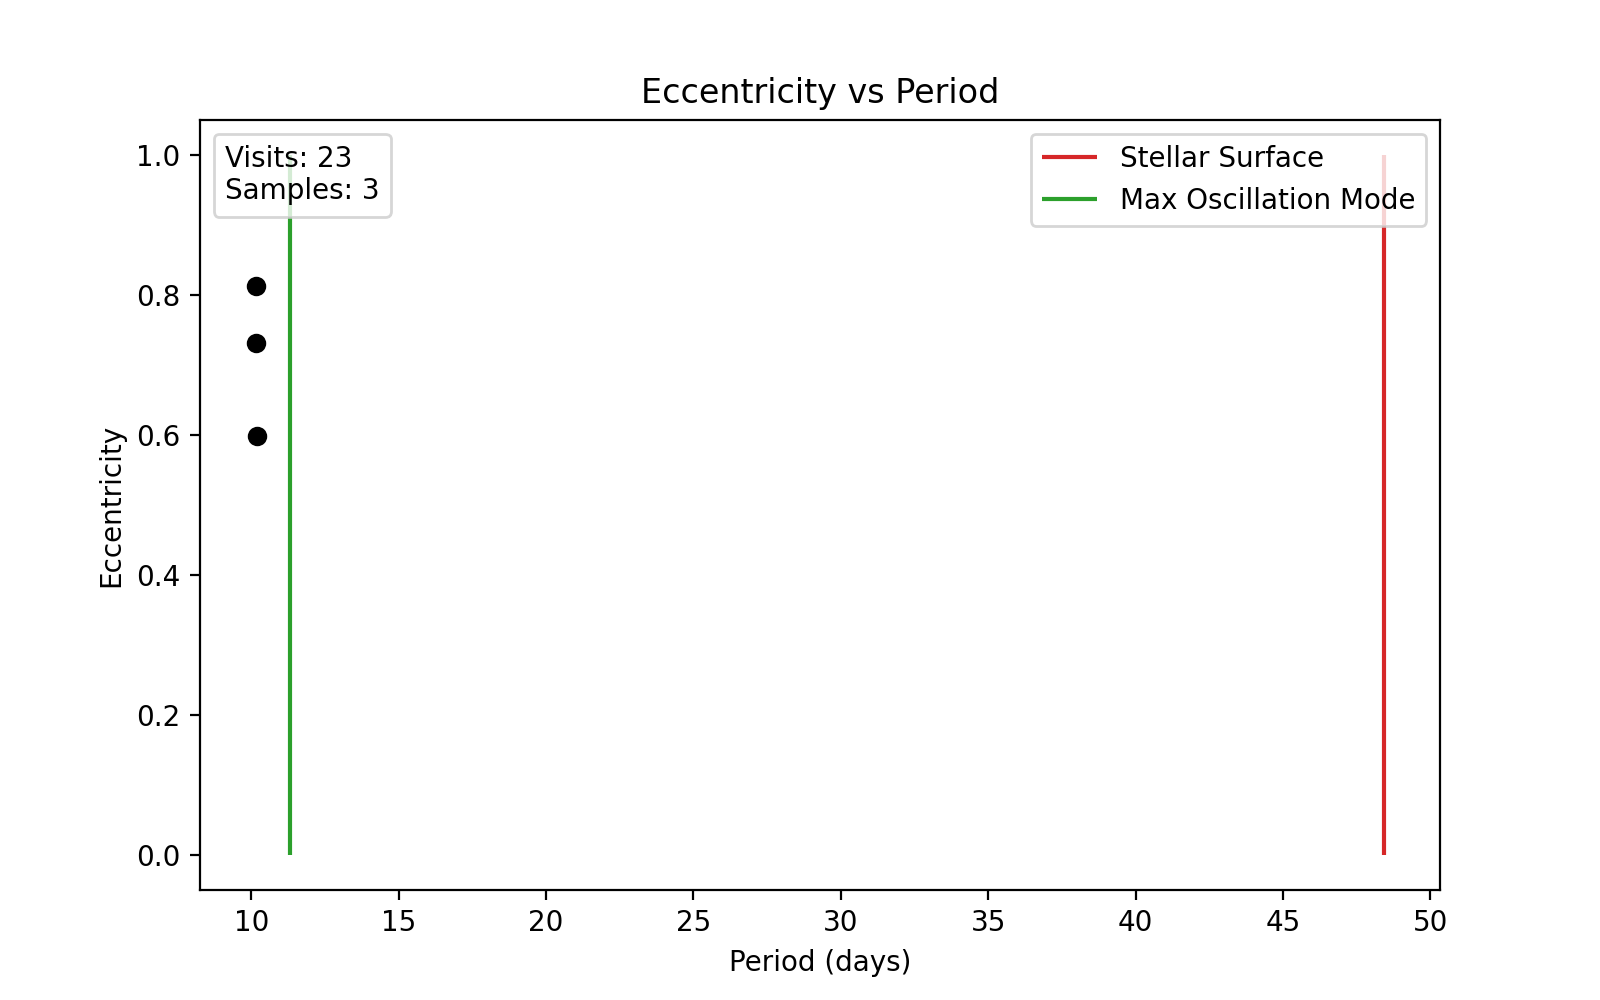 Eccentricity vs Period
Visits: 23
Samples: 3
Stellar Surface
Max Oscillation Mode
1.0
0.8
0.6
0.4
0.2
0.0
Eccentricity
10 15 20 25 30 35 40 45 50
Period (days)